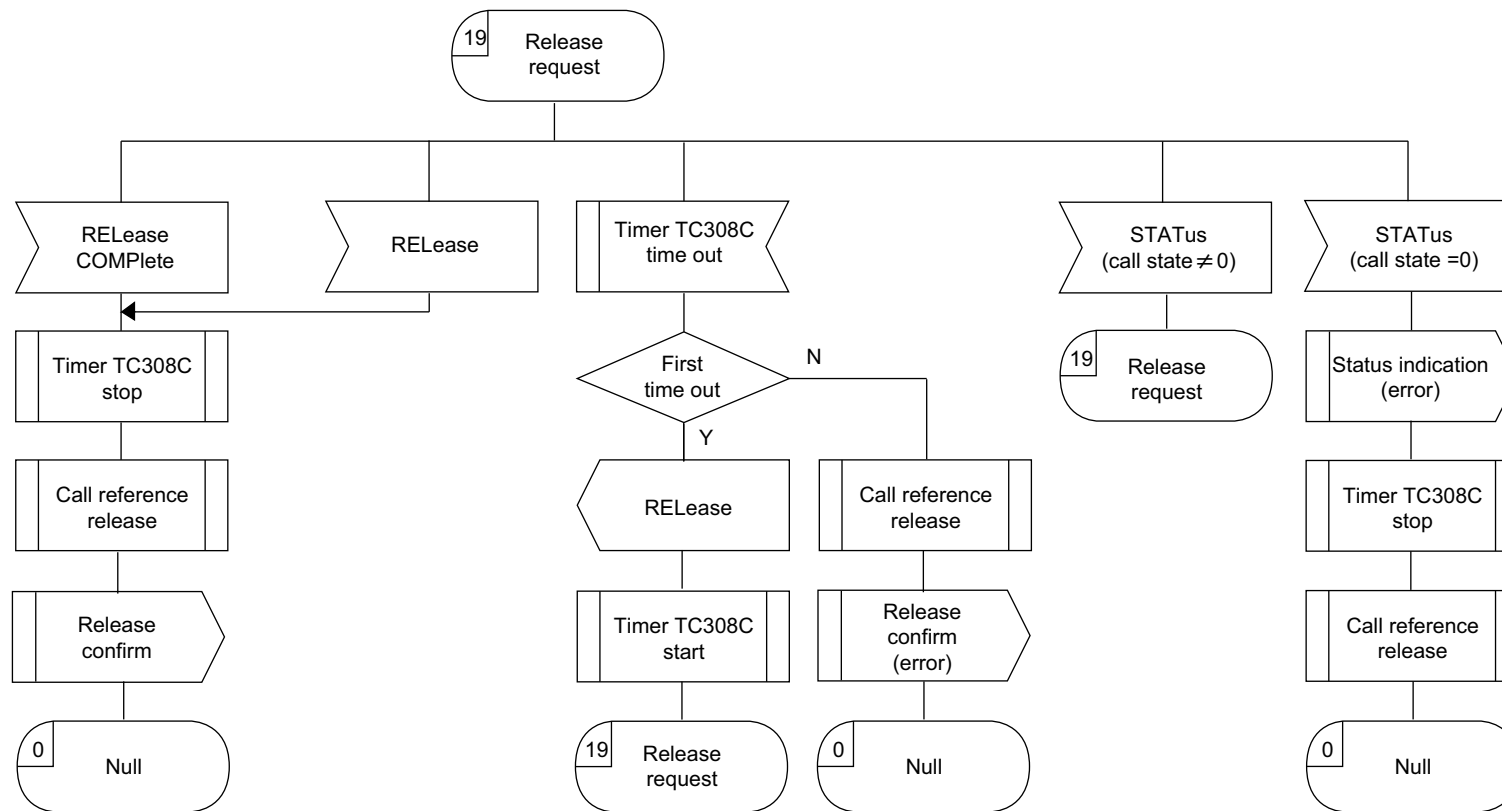 19
Release
request
RELease
COMPlete
RELease
Timer TC308C
time out
STATus
(call state ≠ 0)
STATus
(call state =0)
Timer TC308C
stop
First
time out
N
Y
19
Release
request
Status indication
(error)
Call reference
release
RELease
Call reference
release
Timer TC308C
stop
Release
confirm
Timer TC308C
start
Release
confirm
(error)
Call reference
release
0
Null
19
Release
request
0
Null
0
Null